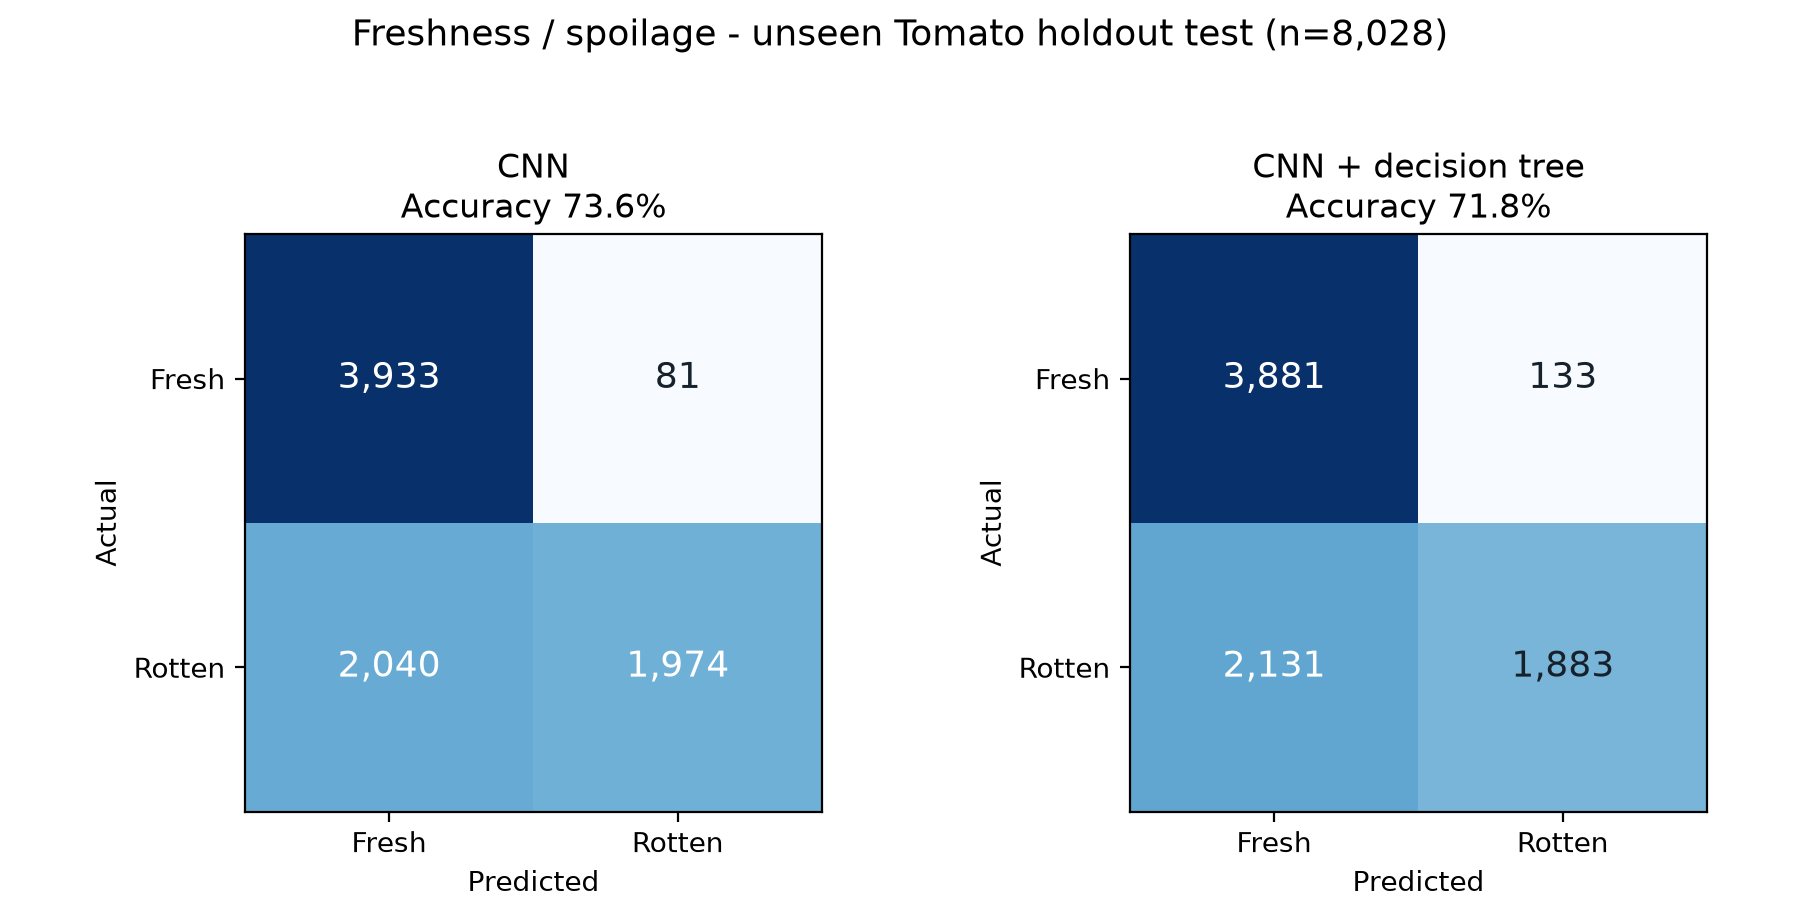 Freshness / spoilage - unseen Tomato holdout test (n=8,028)
CNN
Accuracy 73.6%
Actual
Fresh
3,933
81
Rotten
2,040
1,974
Fresh
Rotten
Predicted
CNN + decision tree
Accuracy 71.8%
Actual
Fresh
3,881
133
Rotten
2,131
1,883
Fresh
Rotten
Predicted